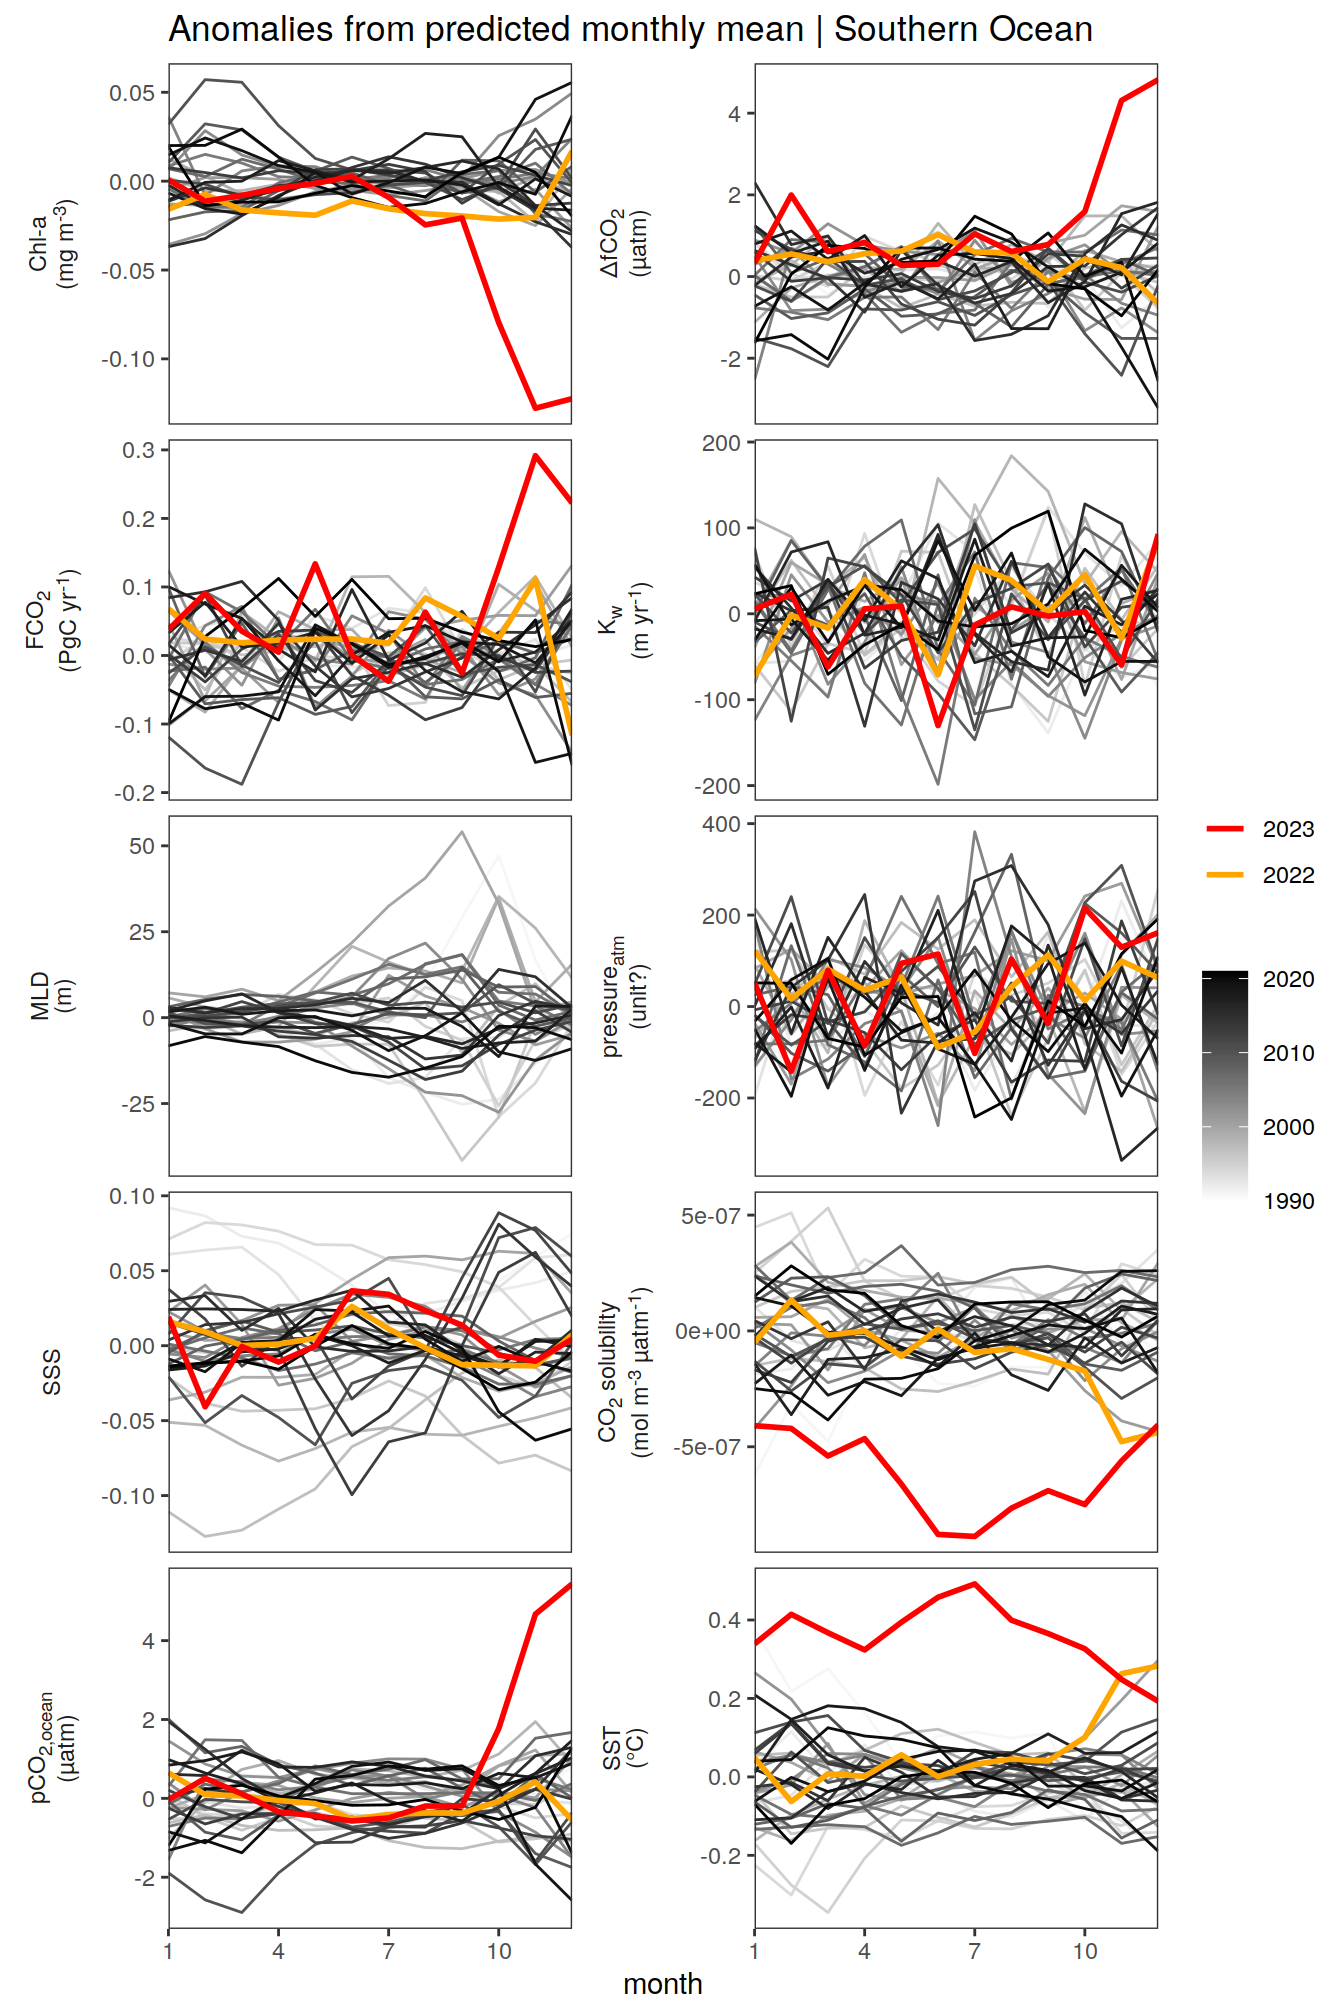 Anomalies from predicted monthly mean | Southern Ocean
Chl-a
(mg m⁻³)
0.05
0.00
-0.05
-0.10
ΔfCO₂
(µatm)
4
2
0
-2
FCO₂
(PgC yr⁻¹)
0.3
0.2
0.1
0.0
-0.1
-0.2
K_w
(m yr⁻¹)
200
100
0
-100
-200
MLD
(m)
50
25
0
-25
pressure_atm
(unit?)
400
200
0
-200
2023
2022
2020
2010
2000
1990
SSS
0.10
0.05
0.00
-0.05
-0.10
CO₂ solubility
(mol m⁻³ µatm⁻¹)
5e-07
0e+00
-5e-07
pCO₂,ocean
(µatm)
4
2
0
-2
SST
(°C)
0.4
0.2
0.0
-0.2
1 4 7 10
1 4 7 10
month